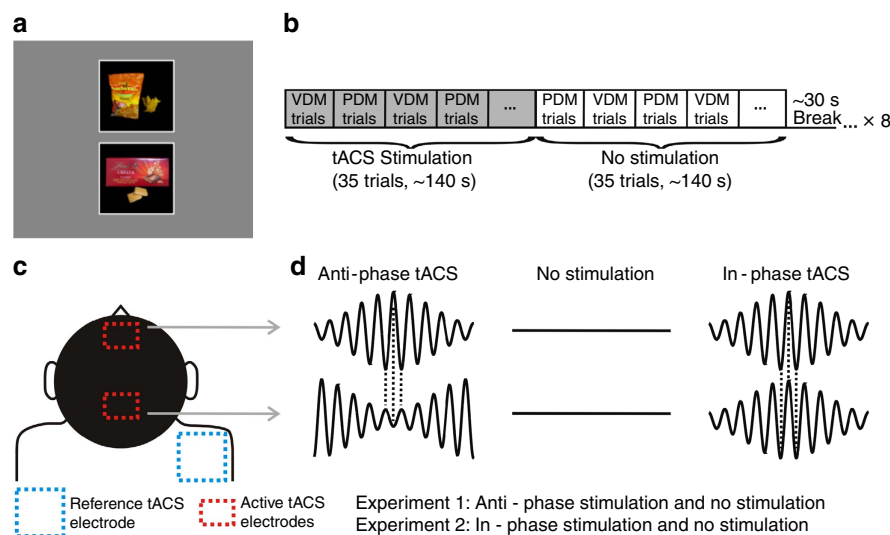 a
b
VDM PDM VDM PDM ... PDM VDM PDM VDM ...
trials trials trials trials trials trials trials trials
~30 s
Break ... × 8
tACS Stimulation
(35 trials, ~140 s)
No stimulation
(35 trials, ~140 s)
c
d
Anti-phase tACS
No stimulation
In - phase tACS
Reference tACS
electrode
Active tACS
electrodes
Experiment 1: Anti - phase stimulation and no stimulation
Experiment 2: In - phase stimulation and no stimulation